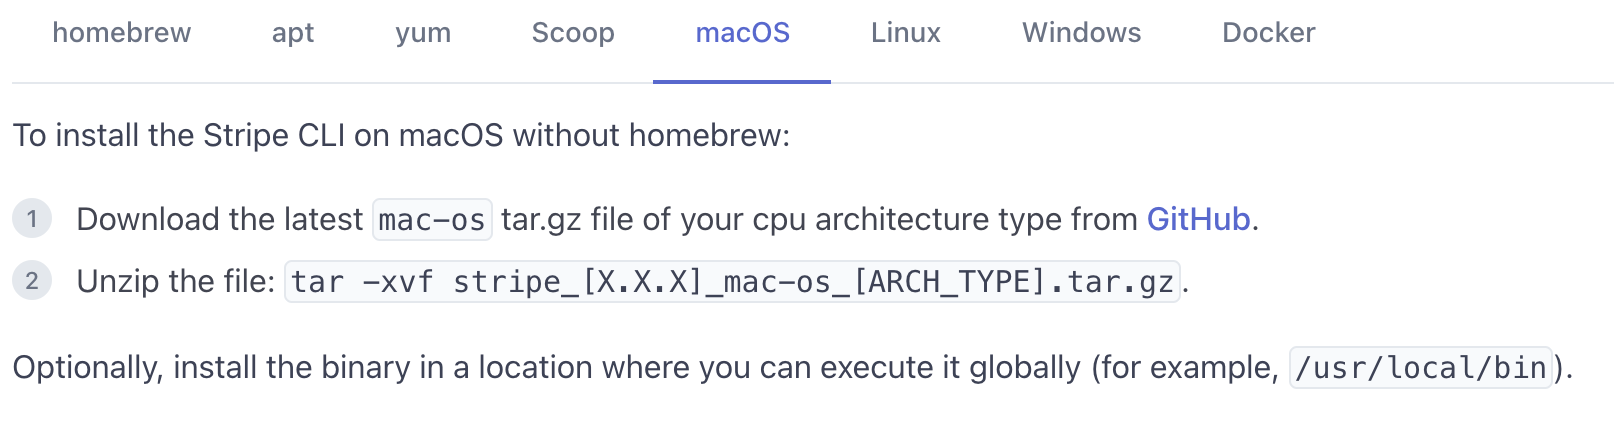 homebrew apt yum Scoop macOS Linux Windows Docker
To install the Stripe CLI on macOS without homebrew:
1 Download the latest mac-os tar.gz file of your cpu architecture type from GitHub.
2 Unzip the file: tar -xvf stripe_[X.X.X]_mac-os_[ARCH_TYPE].tar.gz.
Optionally, install the binary in a location where you can execute it globally (for example, /usr/local/bin).